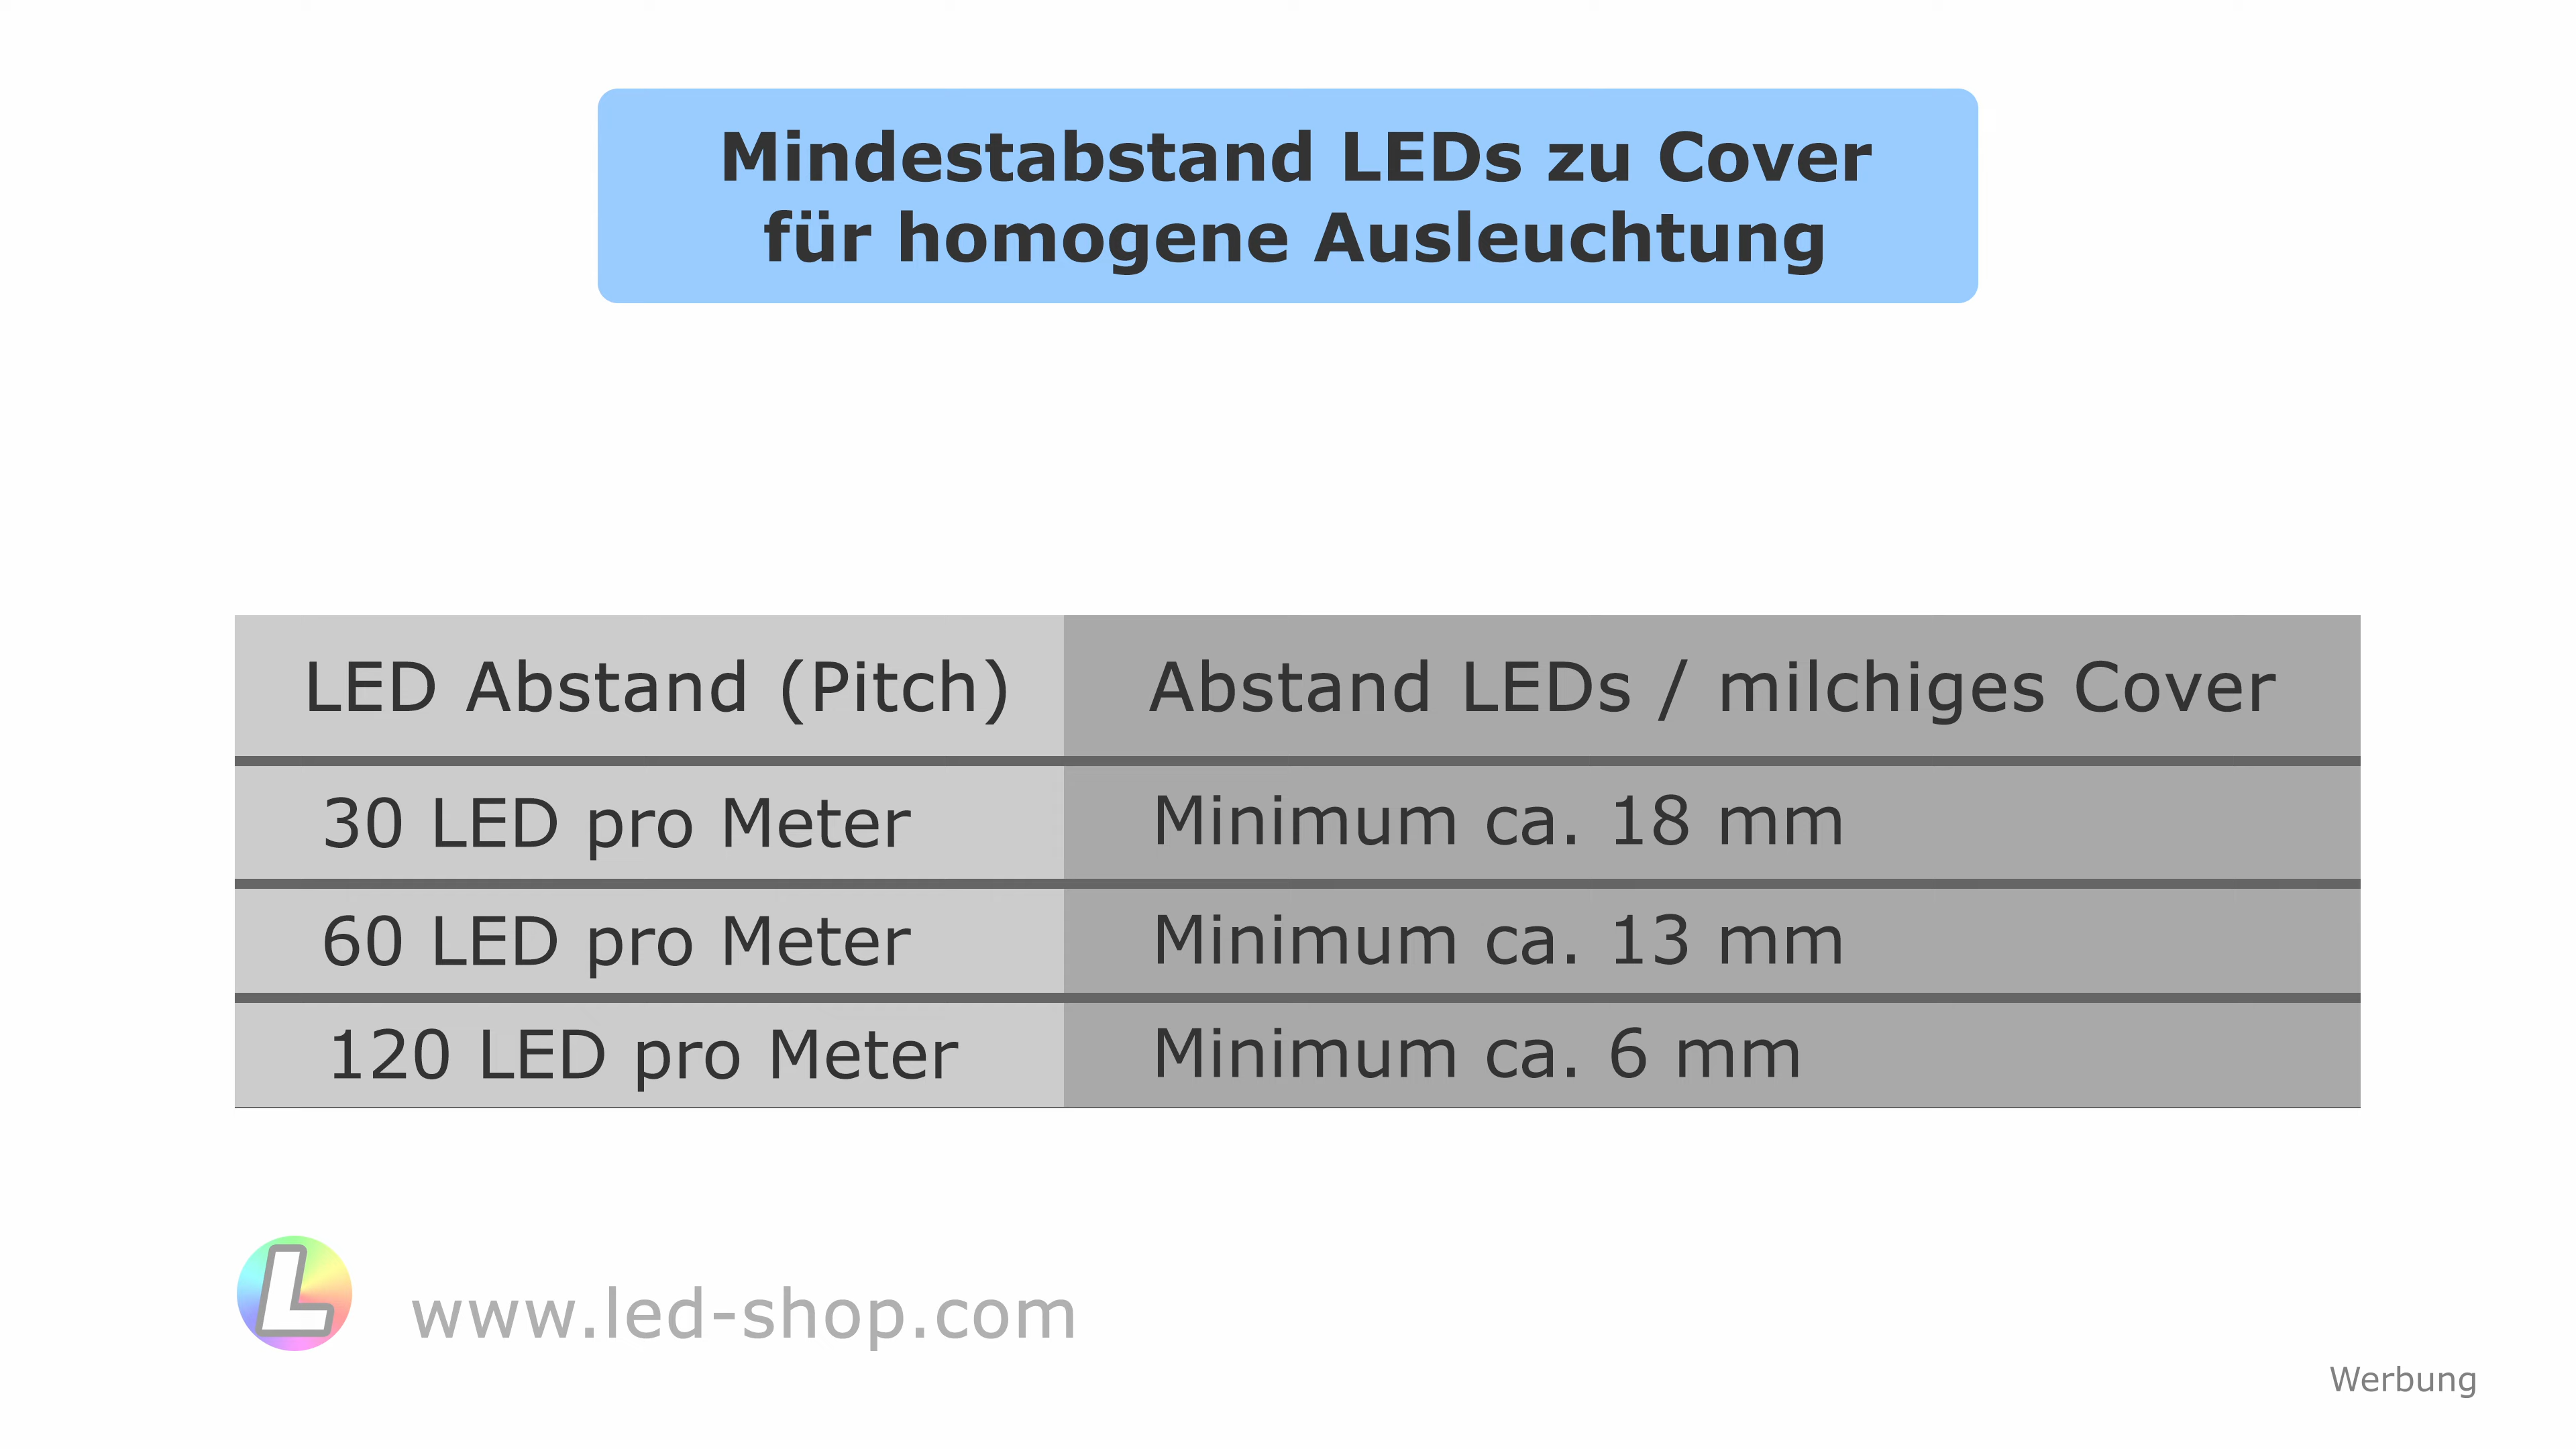 Mindestabstand LEDs zu Cover
für homogene Ausleuchtung
LED Abstand (Pitch) Abstand LEDs / milchiges Cover
30 LED pro Meter Minimum ca. 18 mm
60 LED pro Meter Minimum ca. 13 mm
120 LED pro Meter Minimum ca. 6 mm
L www.led-shop.com
Werbung